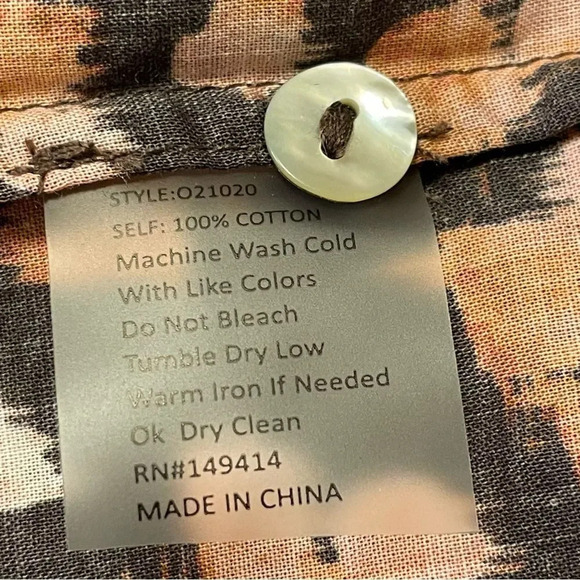 STYLE:O21020
SELF: 100% COTTON
Machine Wash Cold
With Like Colors
Do Not Bleach
Tumble Dry Low
Warm Iron If Needed
Ok Dry Clean
RN#149414
MADE IN CHINA